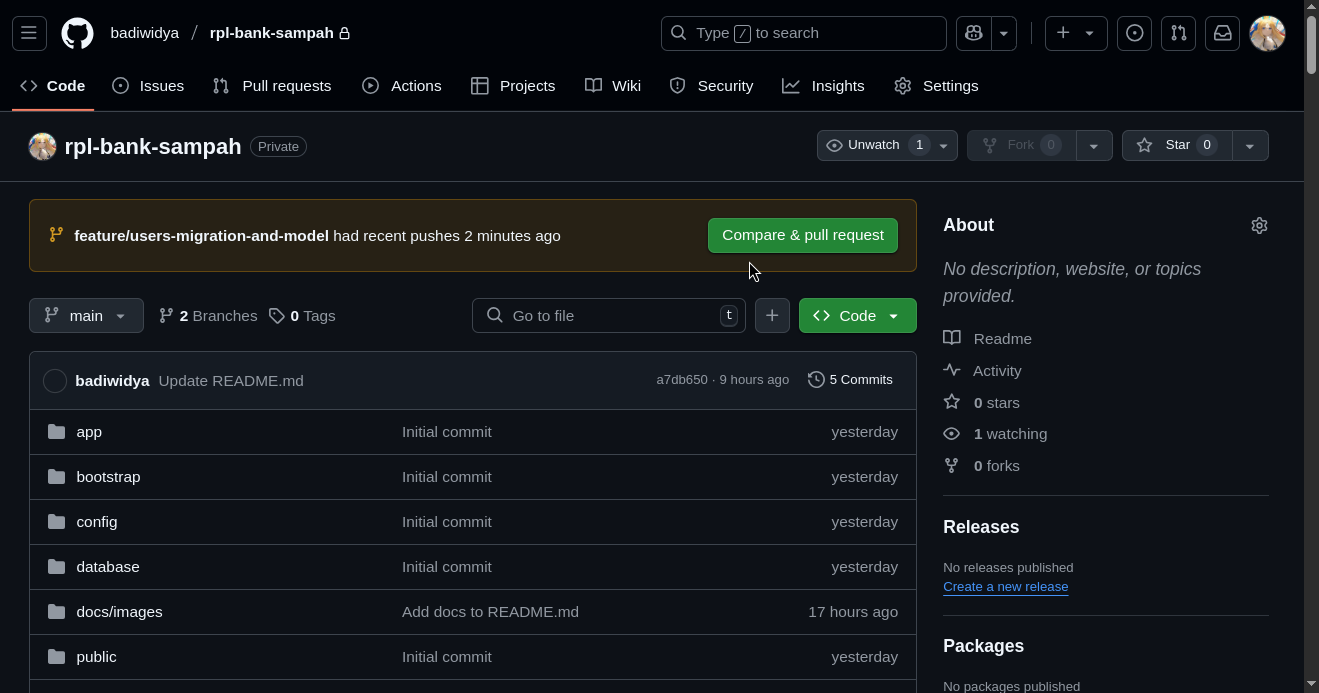 badiwidya / rpl-bank-sampah
Type / to search
Code Issues Pull requests Actions Projects Wiki Security Insights Settings
rpl-bank-sampah Private
Unwatch 1 Fork 0 Star 0
feature/users-migration-and-model had recent pushes 2 minutes ago
Compare & pull request
main 2 Branches 0 Tags
Go to file t
Code
badiwidya Update README.md a7db650 · 9 hours ago 5 Commits
app Initial commit yesterday
bootstrap Initial commit yesterday
config Initial commit yesterday
database Initial commit yesterday
docs/images Add docs to README.md 17 hours ago
public Initial commit yesterday
About
No description, website, or topics
provided.
Readme
Activity
0 stars
1 watching
0 forks
Releases
No releases published
Create a new release
Packages
No packages published